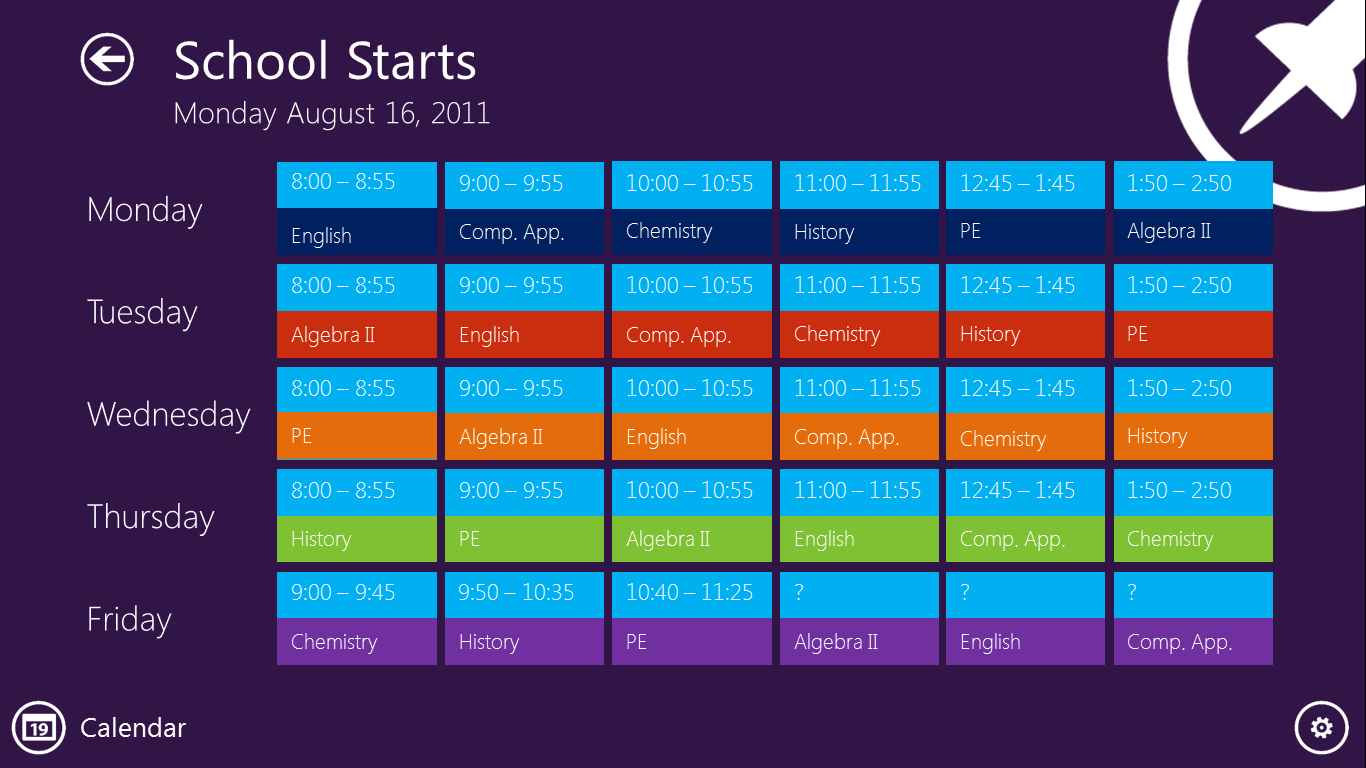 School Starts
Monday August 16, 2011
Monday
8:00 – 8:55 9:00 – 9:55 10:00 – 10:55 11:00 – 11:55 12:45 – 1:45 1:50 – 2:50
English Comp. App. Chemistry History PE Algebra II
Tuesday
8:00 – 8:55 9:00 – 9:55 10:00 – 10:55 11:00 – 11:55 12:45 – 1:45 1:50 – 2:50
Algebra II English Comp. App. Chemistry History PE
Wednesday
8:00 – 8:55 9:00 – 9:55 10:00 – 10:55 11:00 – 11:55 12:45 – 1:45 1:50 – 2:50
PE Algebra II English Comp. App. Chemistry History
Thursday
8:00 – 8:55 9:00 – 9:55 10:00 – 10:55 11:00 – 11:55 12:45 – 1:45 1:50 – 2:50
History PE Algebra II English Comp. App. Chemistry
Friday
9:00 – 9:45 9:50 – 10:35 10:40 – 11:25 ? ? ?
Chemistry History PE Algebra II English Comp. App.
19 Calendar